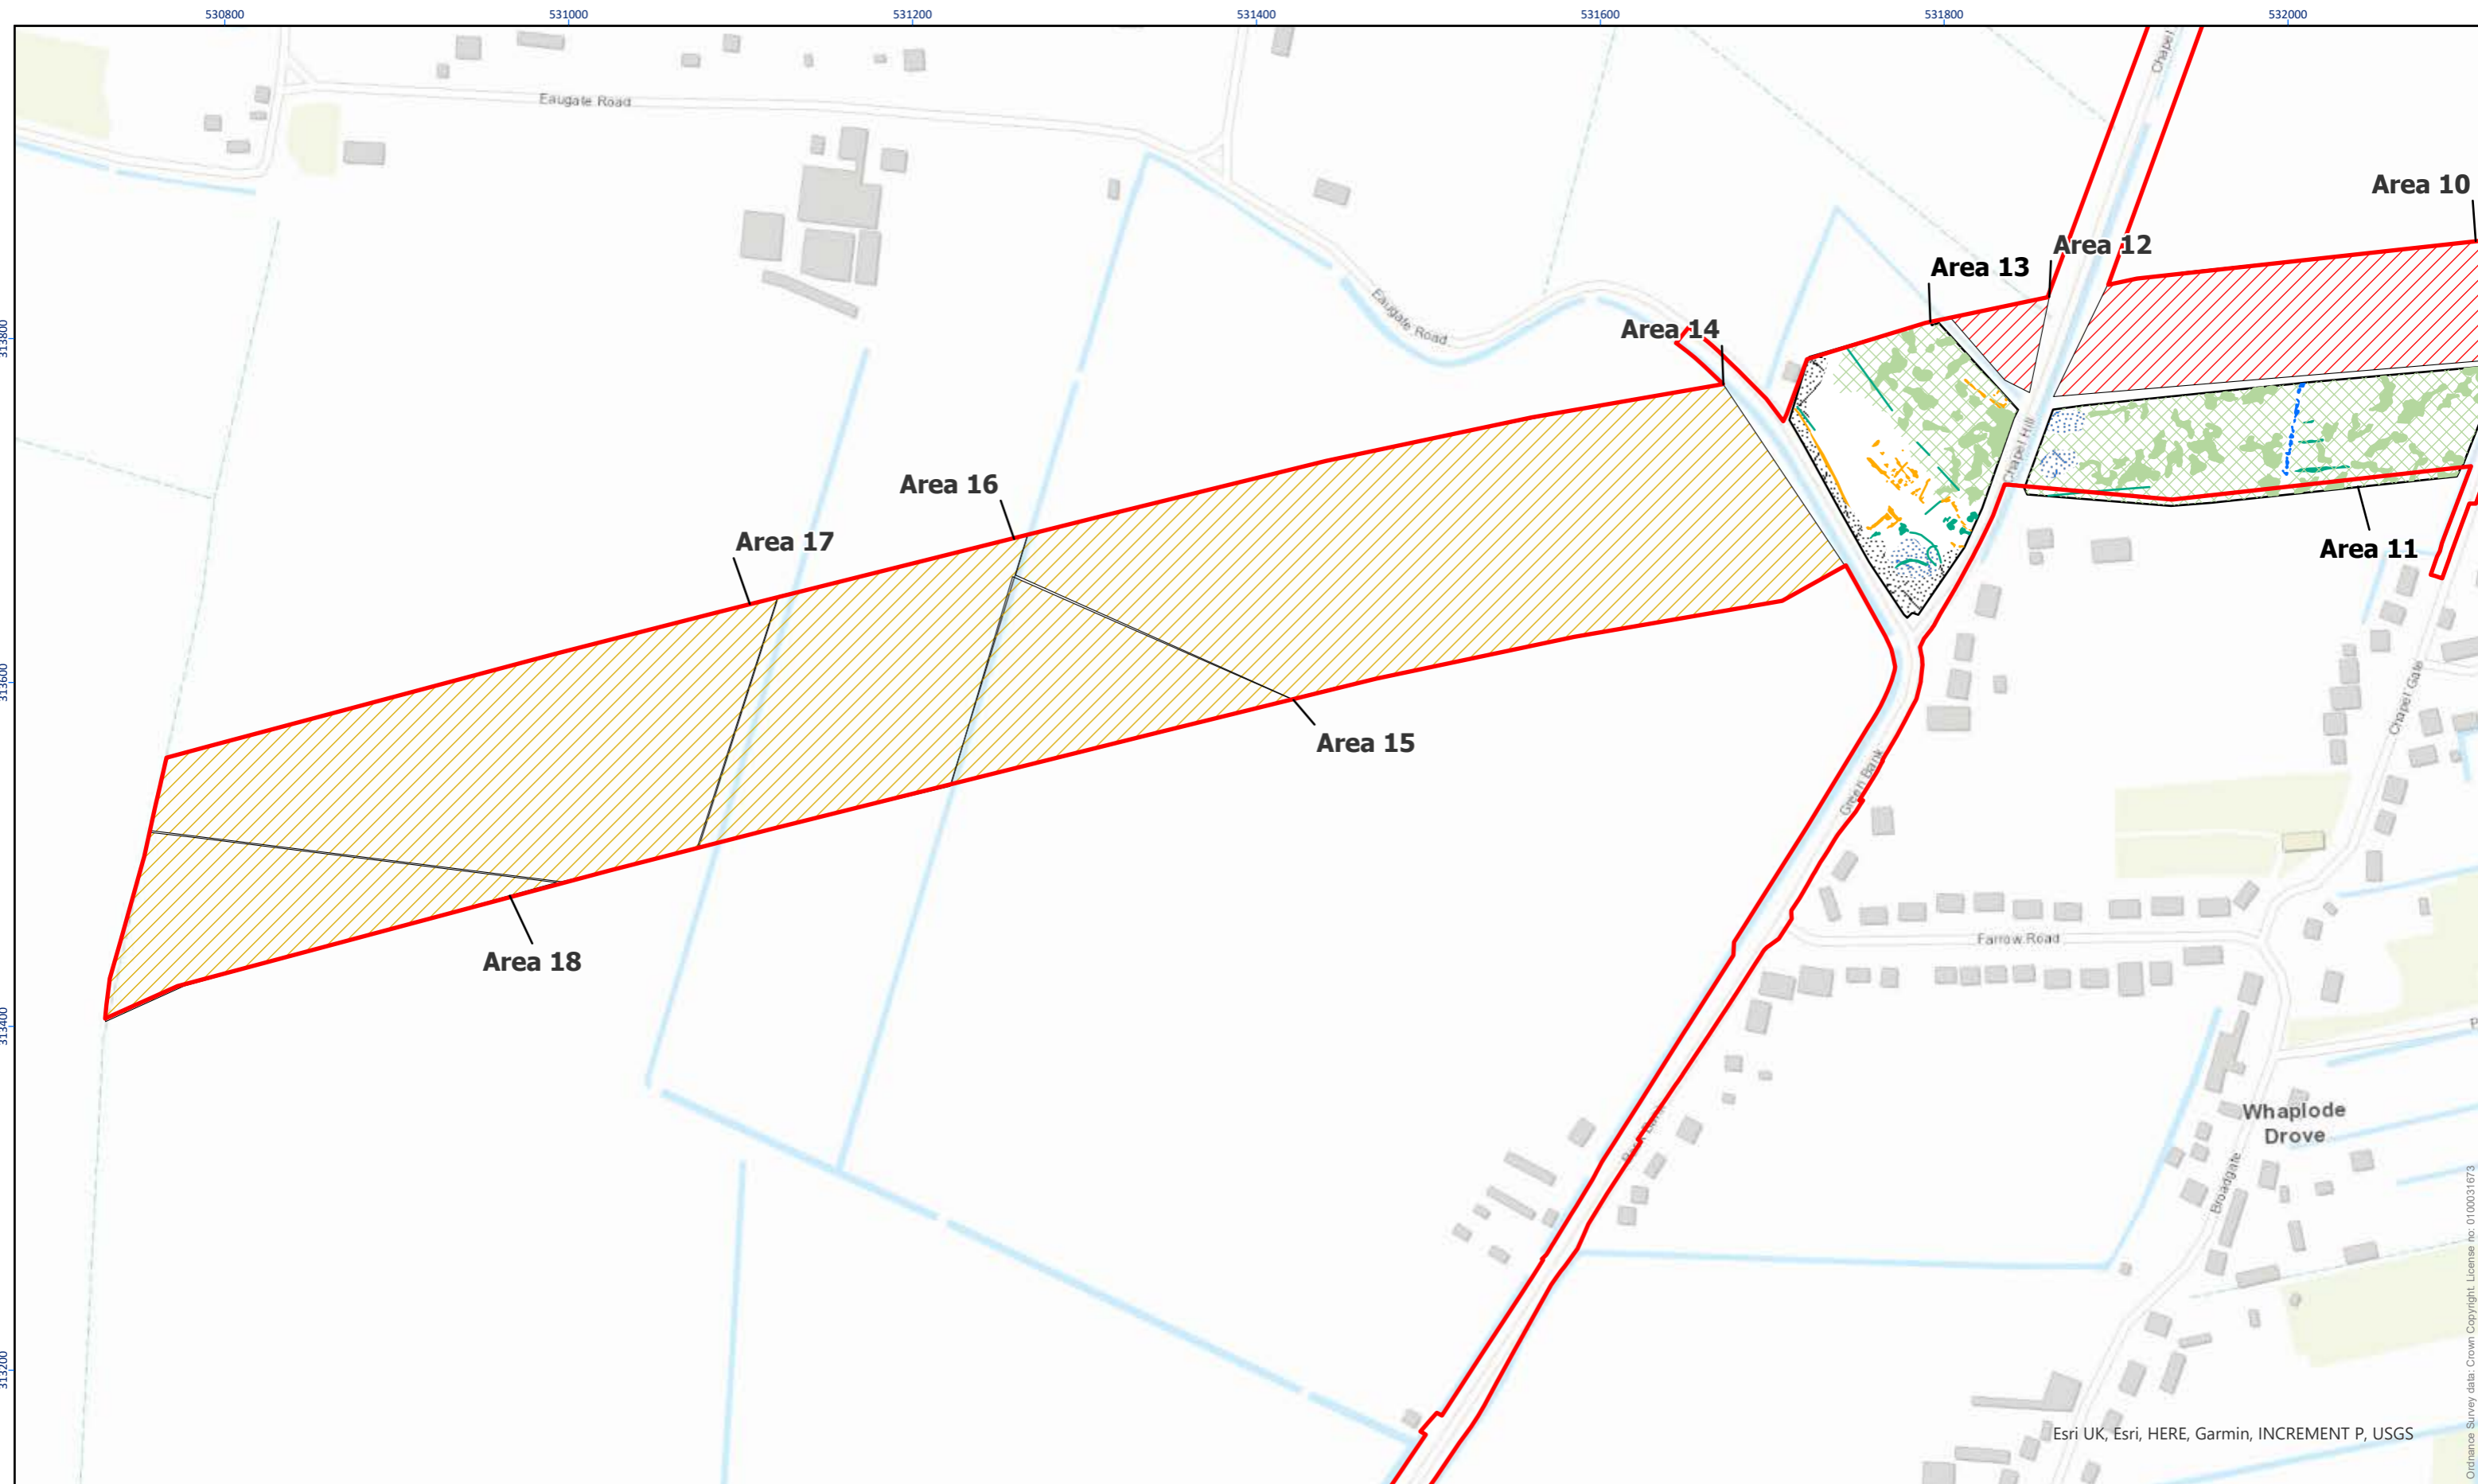 530800
531000
531200
531400
531600
531800
532000
Chapel
Eaugate Road
Area 10
Area 12
Area 13
Eaugate Road
Area 14
313800
Chapel Hill
Area 16
Area 17
Area 11
313600
Chapel Gate
Area 15
Green Bank
Farrow Road
Area 18
313400
Whaplode
Drove
Broadgate
313200
Esri UK, Esri, HERE, Garmin, INCREMENT P, USGS
Ordnance Survey data: Crown Copyright. License no: 0100031673